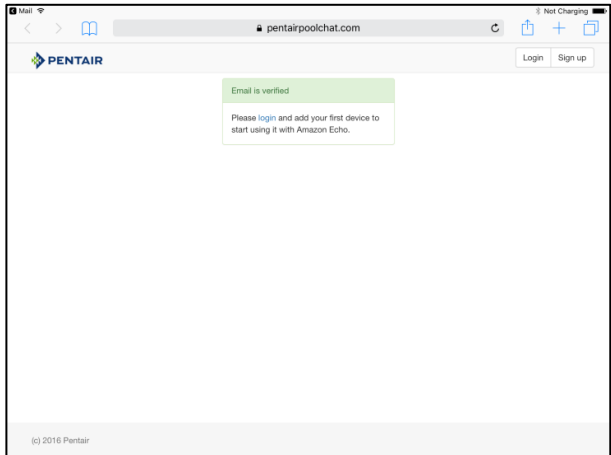 Mail Not Charging
pentairpoolchat.com
PENTAIR Login Sign up
Email is verified
Please login and add your first device to
start using it with Amazon Echo.
(c) 2016 Pentair